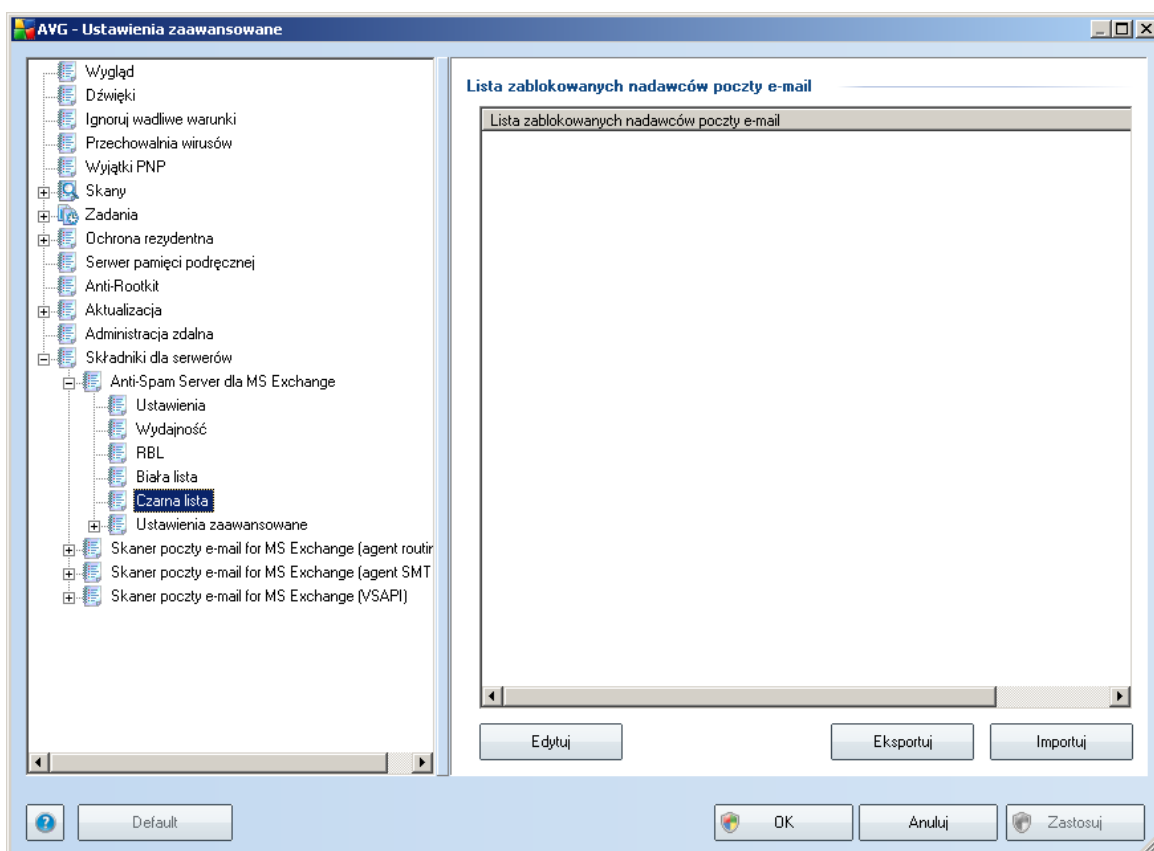 AVG - Ustawienia zaawansowane
Wygląd
Dźwięki
Ignoruj wadliwe warunki
Przechowalnia wirusów
Wyjątki PNP
Skany
Zadania
Ochrona rezydentna
Serwer pamięci podręcznej
Anti-Rootkit
Aktualizacja
Administracja zdalna
Składniki dla serwerów
Anti-Spam Server dla MS Exchange
Ustawienia
Wydajność
RBL
Biała lista
Czarna lista
Ustawienia zaawansowane
Skaner poczty e-mail for MS Exchange (agent routin
Skaner poczty e-mail for MS Exchange (agent SMT
Skaner poczty e-mail for MS Exchange (VSAPI)
Lista zablokowanych nadawców poczty e-mail
Lista zablokowanych nadawców poczty e-mail
Edytuj
Eksportuj
Importuj
Default
OK
Anuluj
Zastosuj